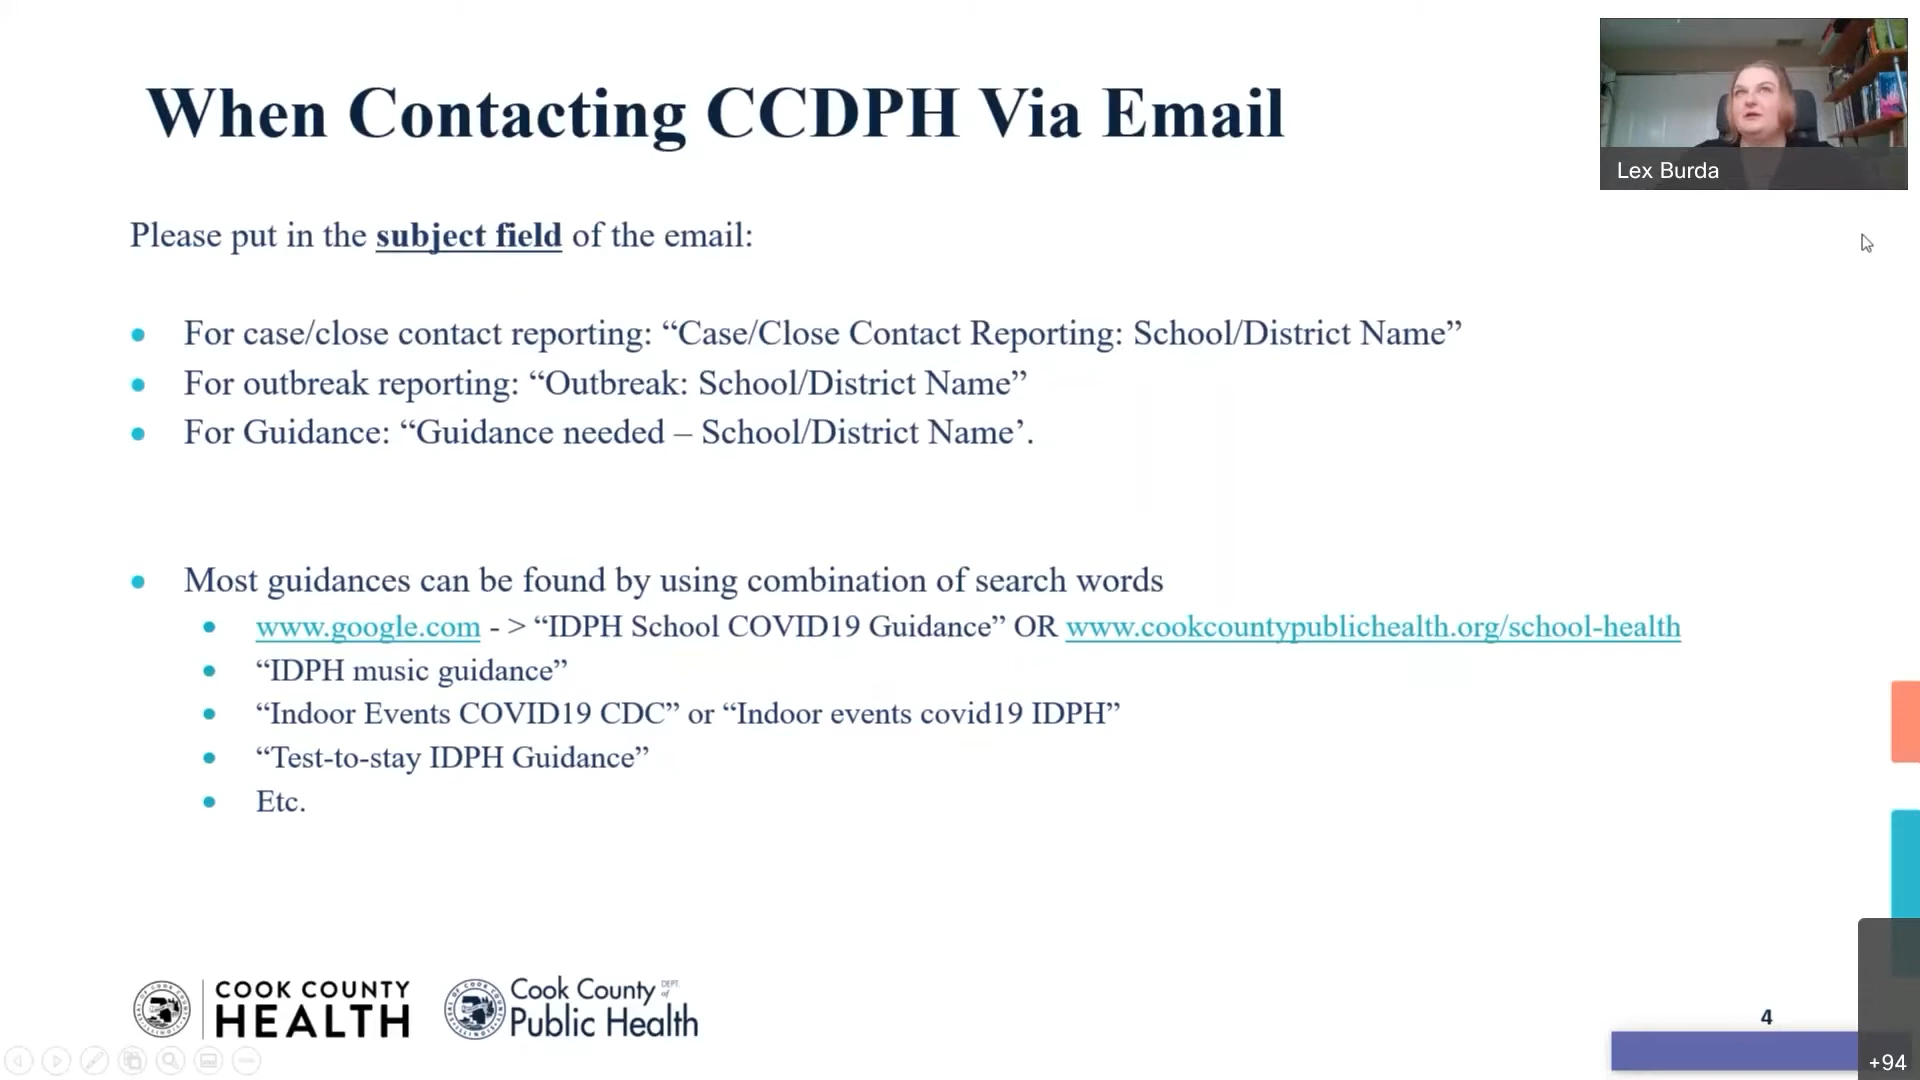 When Contacting CCDPH Via Email
Lex Burda
Please put in the subject field of the email:
• For case/close contact reporting: “Case/Close Contact Reporting: School/District Name”
• For outbreak reporting: “Outbreak: School/District Name”
• For Guidance: “Guidance needed – School/District Name’.
• Most guidances can be found by using combination of search words
• www.google.com - > “IDPH School COVID19 Guidance” OR www.cookcountypublichealth.org/school-health
• “IDPH music guidance”
• “Indoor Events COVID19 CDC” or “Indoor events covid19 IDPH”
• “Test-to-stay IDPH Guidance”
• Etc.
COOK COUNTY
HEALTH
Cook County DEPT. of
Public Health
4
+94